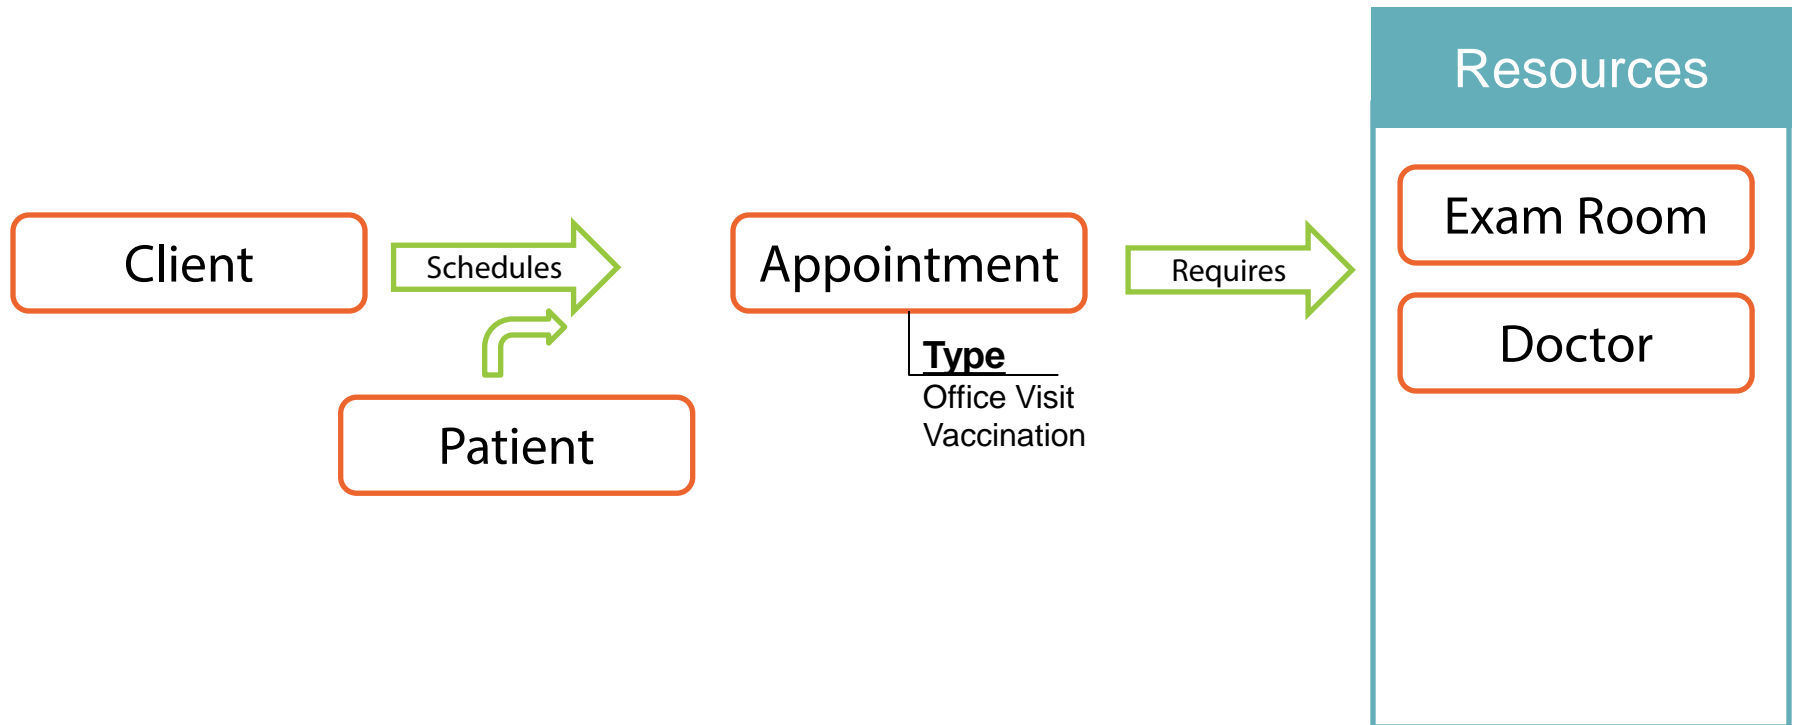 Resources
Client
Schedules
Appointment
Requires
Exam Room
Doctor
Patient
Type
Office Visit
Vaccination